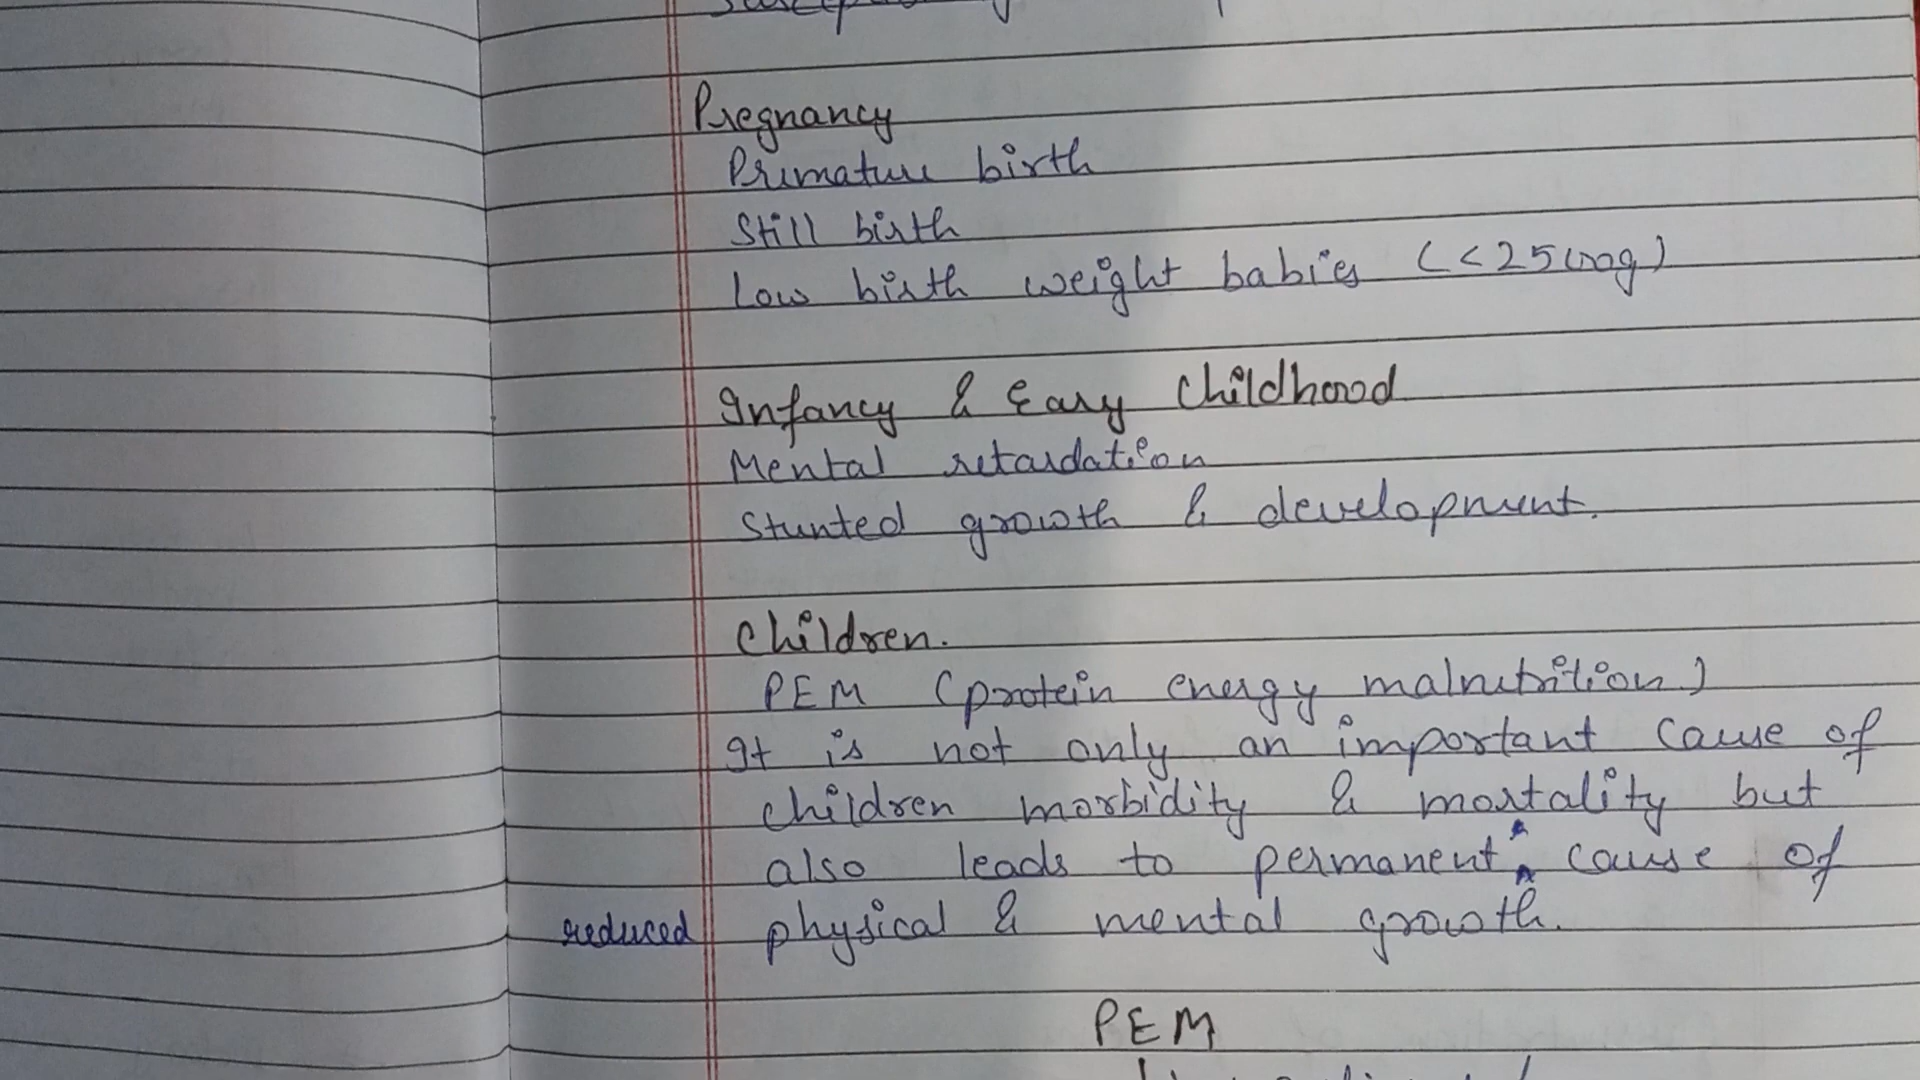 Pregnancy
Premature birth
Still birth
Low birth weight babies (<2500g)
Infancy & Eary Childhood
Mental retardation
Stunted growth & development.
Children.
PEM (protein energy malnutrition)
It is not only an important cause of
children morbidity & mortality but
also leads to permanent cause of
reduced physical & mental growth.
PEM